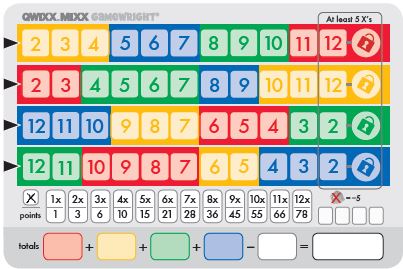 QWIXX MIXX GAMEWRIGHT®
At least 5 X's
2 3 4 5 6 7 8 9 10 11 12
2 3 4 5 6 7 8 9 10 11 12
12 11 10 9 8 7 6 5 4 3 2
12 11 10 9 8 7 6 5 4 3 2
X 1x 2x 3x 4x 5x 6x 7x 8x 9x 10x 11x 12x X = -5
points 1 3 6 10 15 21 28 36 45 55 66 78
totals + + + - =